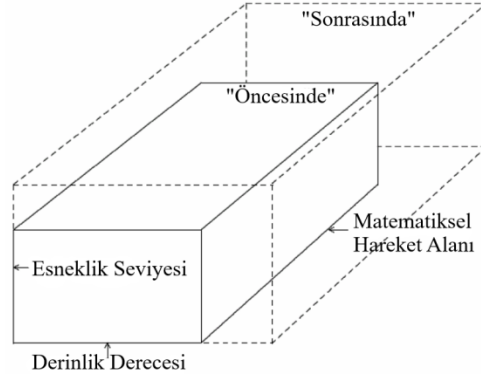 "Sonrasında"
"Öncesinde"
Matematiksel
Hareket Alanı
Esneklik Seviyesi
Derinlik Derecesi